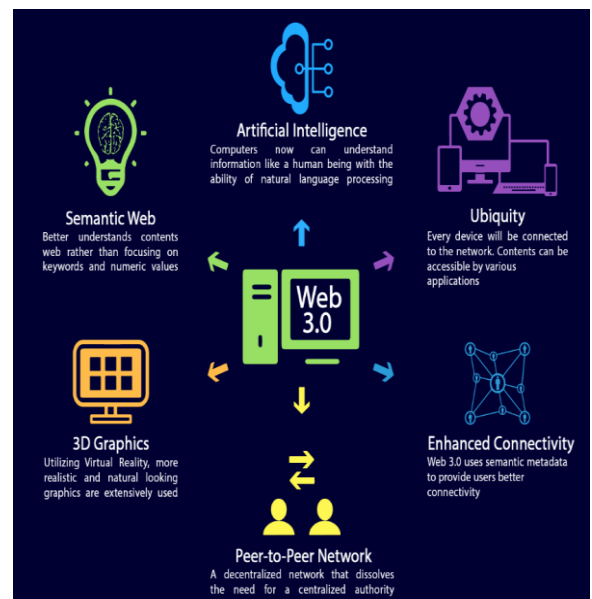 Artificial Intelligence
Computers now can understand
information like a human being with the
ability of natural language processing
Semantic Web
Better understands contents
web rather than focusing on
keywords and numeric values
Ubiquity
Every device will be connected
to the network. Contents can be
accessible by various
applications
Web
3.0
3D Graphics
Utilizing Virtual Reality, more
realistic and natural looking
graphics are extensively used
Enhanced Connectivity
Web 3.0 uses semantic metadata
to provide users better
connectivity
Peer-to-Peer Network
A decentralized network that dissolves
the need for a centralized authority